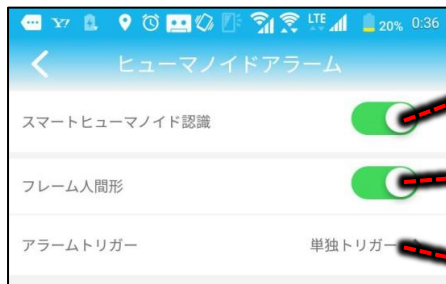 Y? LTE 20% 0:36
ヒューマノイドアラーム
スマートヒューマノイド認識
フレーム人間形
アラームトリガー 単独トリガー